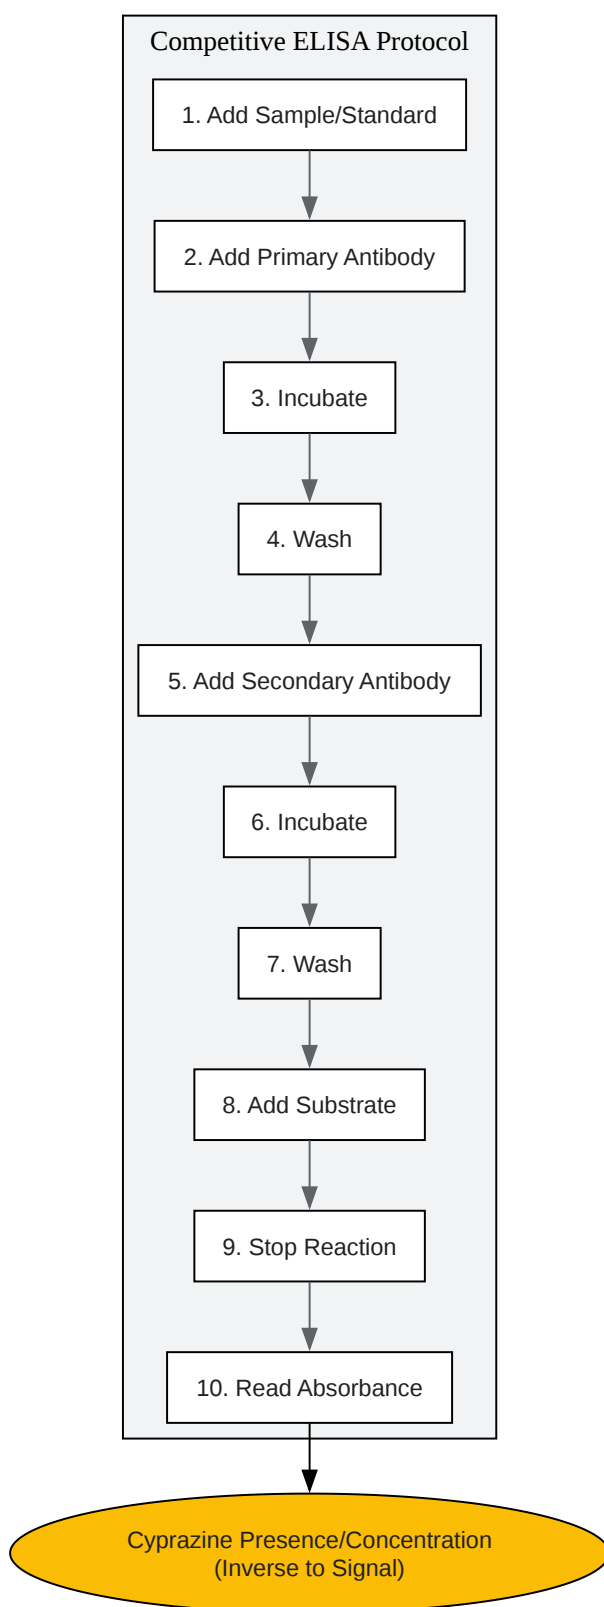 Competitive ELISA Protocol
1. Add Sample/Standard
2. Add Primary Antibody
3. Incubate
4. Wash
5. Add Secondary Antibody
6. Incubate
7. Wash
8. Add Substrate
9. Stop Reaction
10. Read Absorbance
Cyprazine Presence/Concentration
(Inverse to Signal)